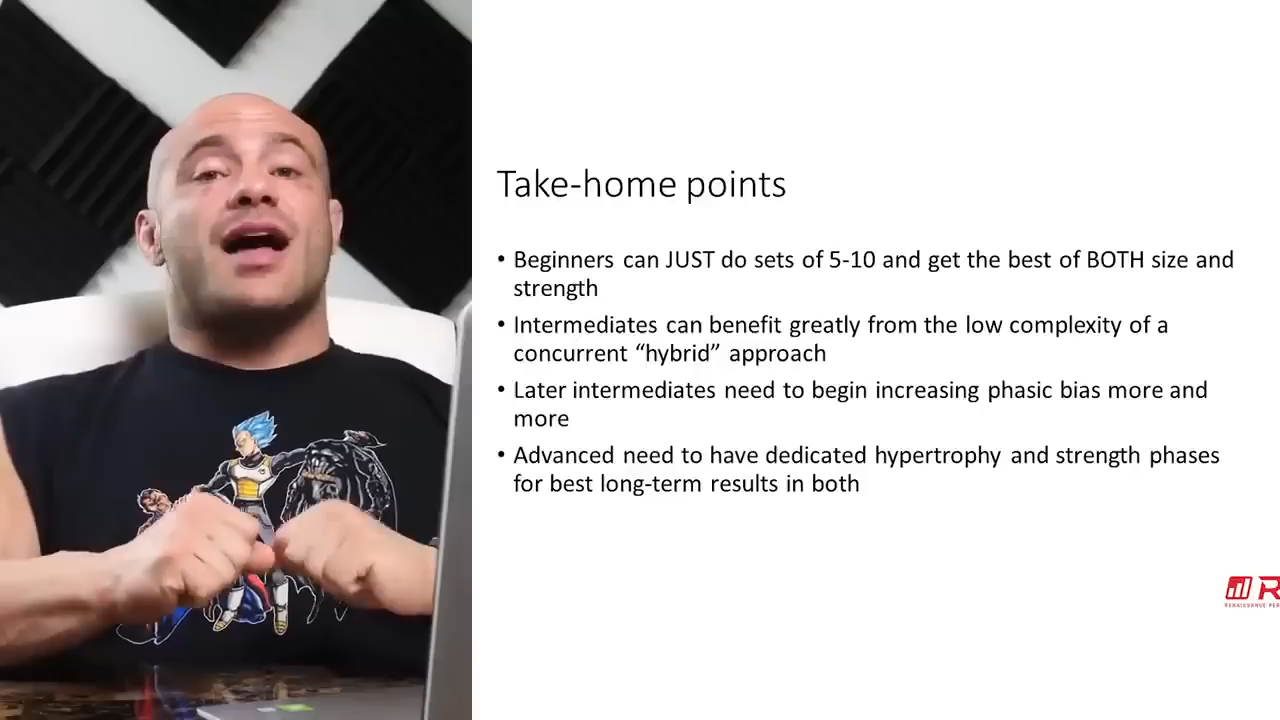 Take-home points
• Beginners can JUST do sets of 5-10 and get the best of BOTH size and
strength
• Intermediates can benefit greatly from the low complexity of a
concurrent “hybrid” approach
• Later intermediates need to begin increasing phasic bias more and
more
• Advanced need to have dedicated hypertrophy and strength phases
for best long-term results in both
R
RENAISSANCE PER